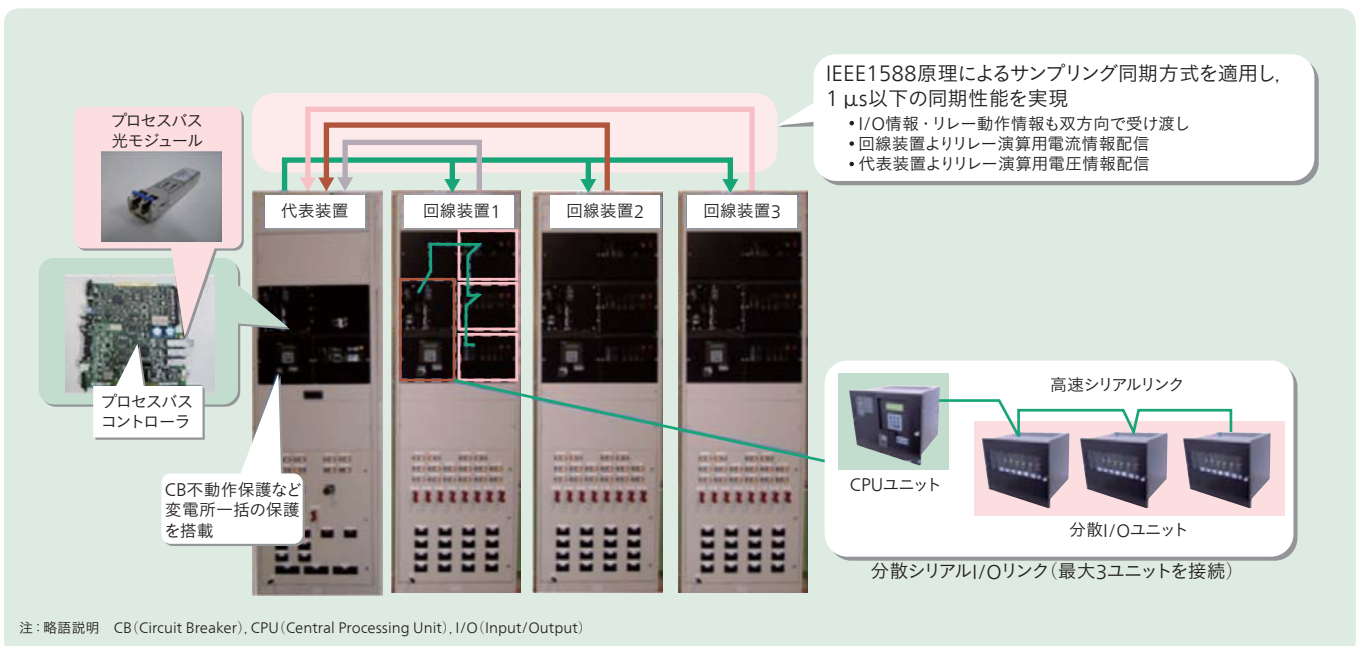 IEEE1588原理によるサンプリング同期方式を適用し,
1 μs以下の同期性能を実現
•I/O情報・リレー動作情報も双方向で受け渡し
•回線装置よりリレー演算用電流情報配信
•代表装置よりリレー演算用電圧情報配信
プロセスバス
光モジュール
代表装置
回線装置1
回線装置2
回線装置3
プロセスバス
コントローラ
CB不動作保護など
変電所一括の保護
を搭載
高速シリアルリンク
CPUユニット
分散I/Oユニット
分散シリアルI/Oリンク（最大3ユニットを接続）
注：略語説明 CB（Circuit Breaker）, CPU（Central Processing Unit）, I/O（Input/Output）